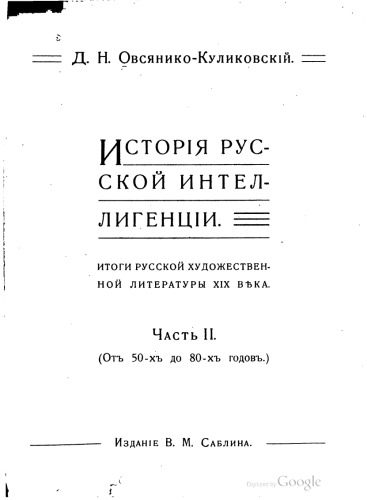 Д. Н. Овсянико-Куликовскій.
ИСТОРІЯ РУС-
СКОЙ ИНТЕЛ-
ЛИГЕНЦІИ.
ИТОГИ РУССКОЙ ХУДОЖЕСТВЕН-
НОЙ ЛИТЕРАТУРЫ XIX ВѢКА.
Часть II.
(Отъ 50-хъ до 80-хъ годовъ.)
Изданіе В. М. Саблина.
Digitized by Google